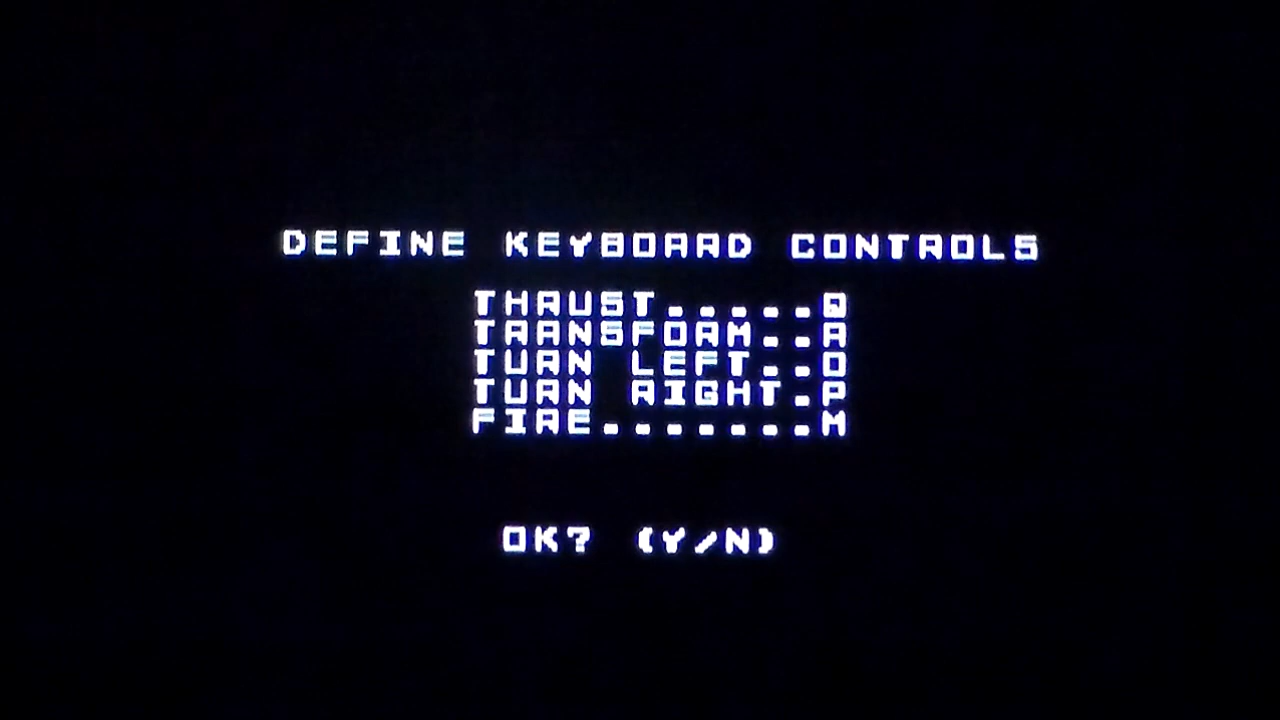 DEFINE KEYBOARD CONTROLS
THRUST.....Q
TRANSFORM..A
TURN LEFT..O
TURN RIGHT.P
FIRE.......M
OK? (Y/N)